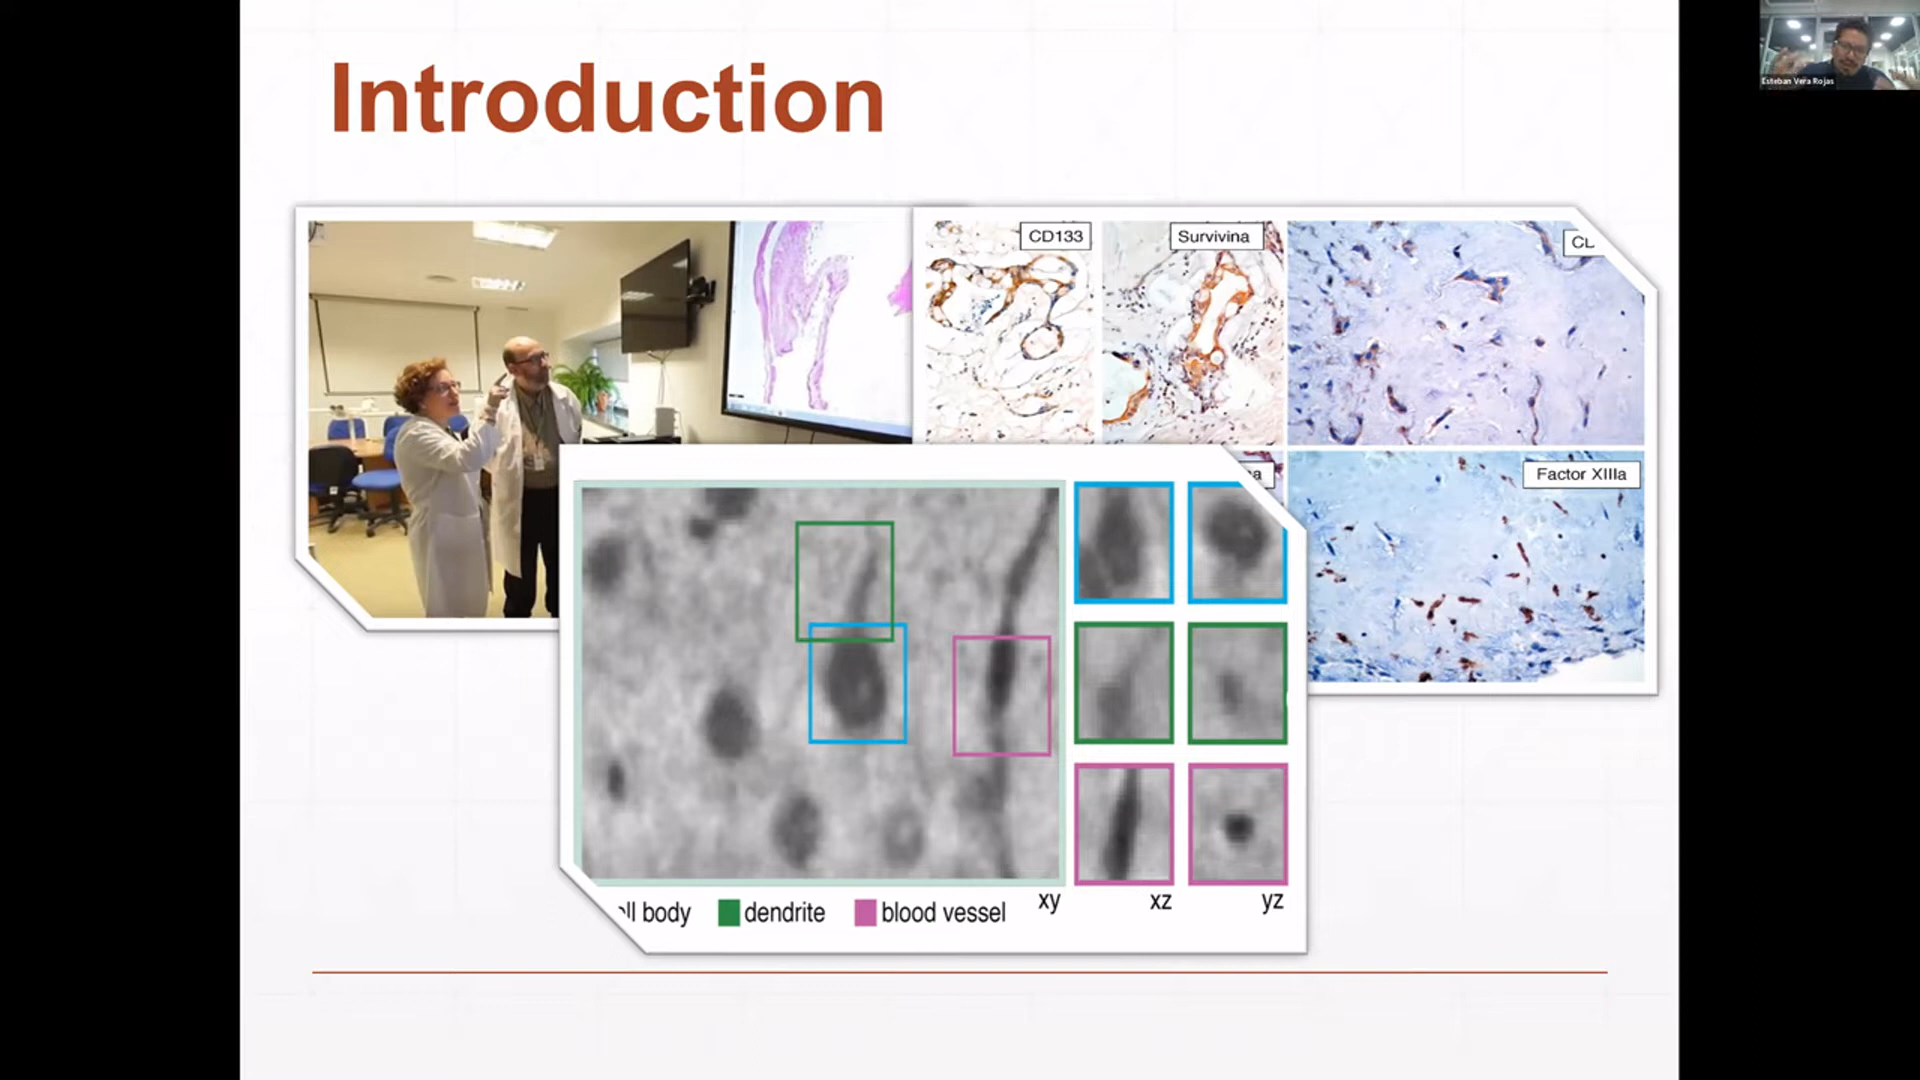 Introduction
Esteban Vera Rojas
CD133
Survivina
CL
a
Factor XIIIa
ll body
dendrite
blood vessel
xy
xz
yz